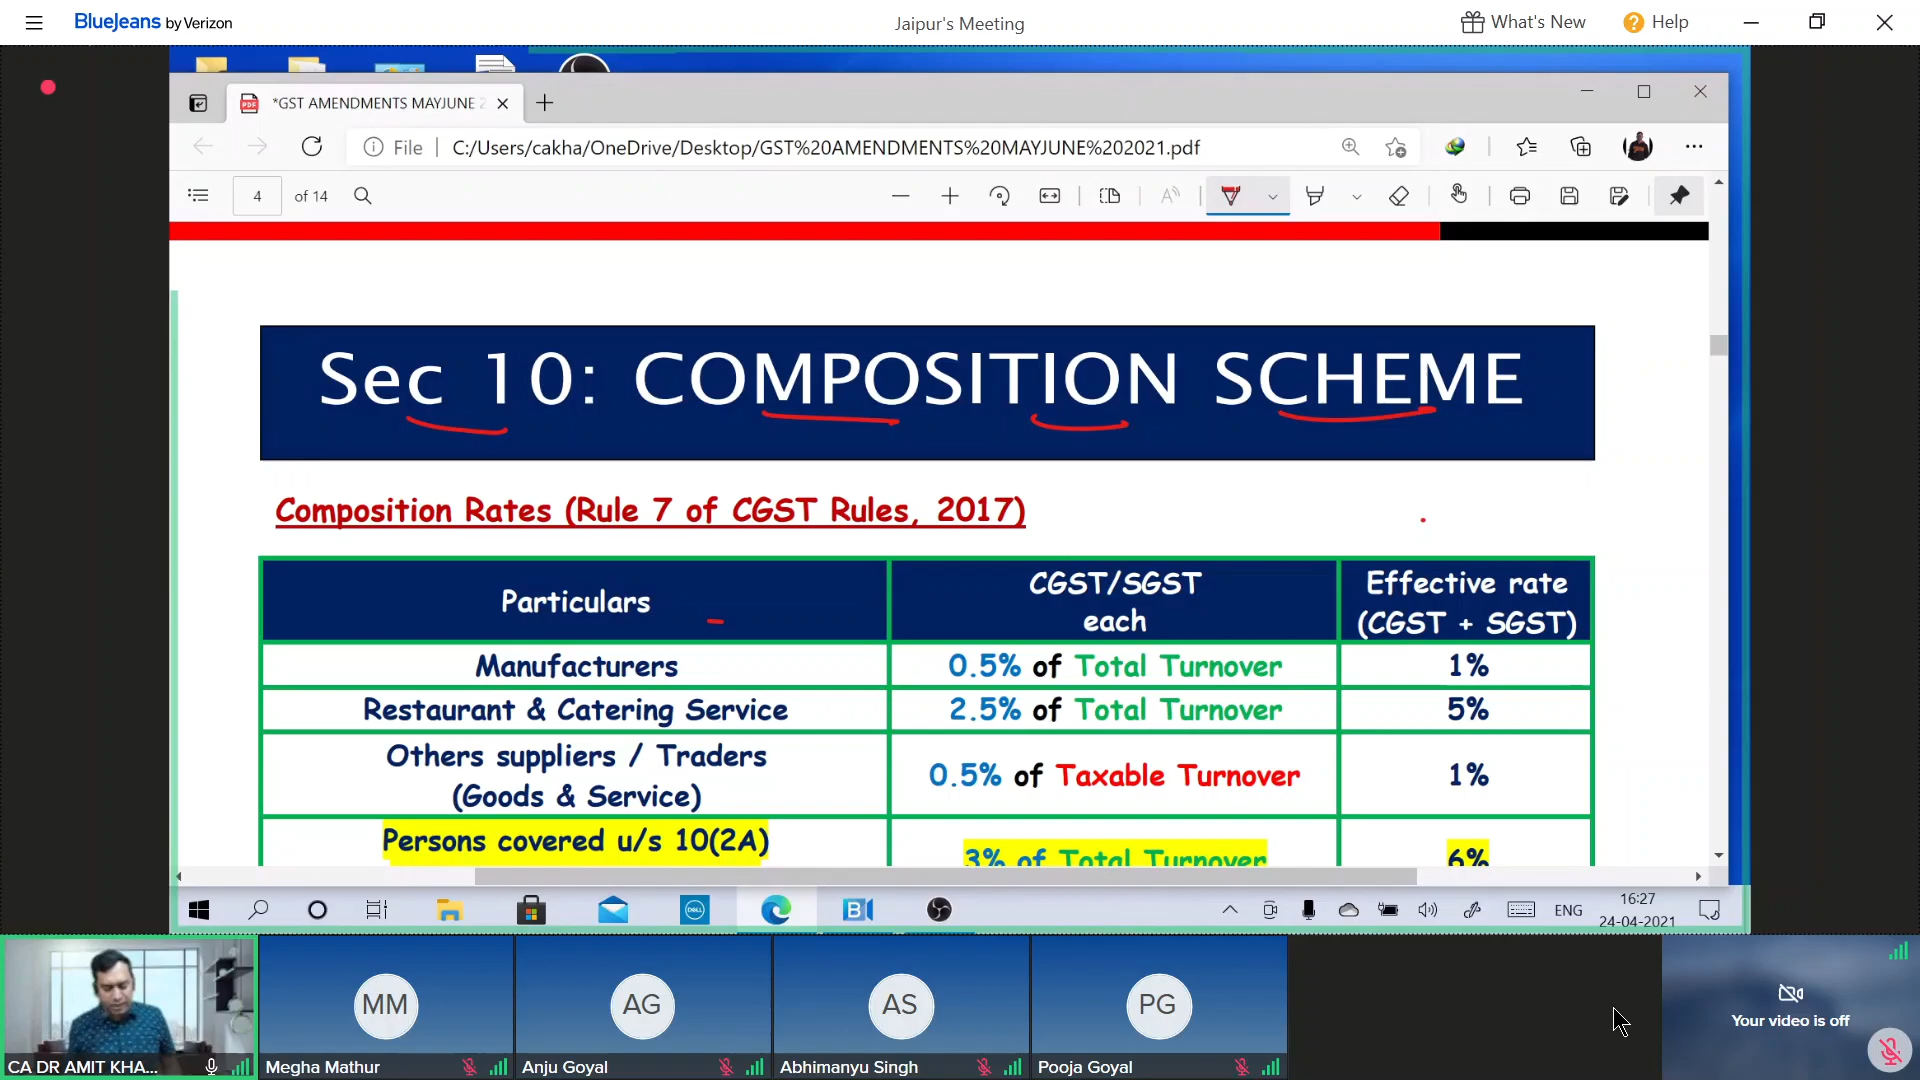 BlueJeans by Verizon
Jaipur's Meeting
What's New
Help
*GST AMENDMENTS MAYJUNE 2
File
C:/Users/cakha/OneDrive/Desktop/GST%20AMENDMENTS%20MAYJUNE%202021.pdf
4 of 14
Sec 10: COMPOSITION SCHEME
Composition Rates (Rule 7 of CGST Rules, 2017)
Particulars
CGST/SGST
each
Effective rate
(CGST + SGST)
Manufacturers
0.5% of Total Turnover
1%
Restaurant & Catering Service
2.5% of Total Turnover
5%
Others suppliers / Traders
(Goods & Service)
0.5% of Taxable Turnover
1%
Persons covered u/s 10(2A)
3% of Total Turnover
6%
DELL
B
ENG
16:27
24-04-2021
CA DR AMIT KHA...
MM
Megha Mathur
AG
Anju Goyal
AS
Abhimanyu Singh
PG
Pooja Goyal
Your video is off